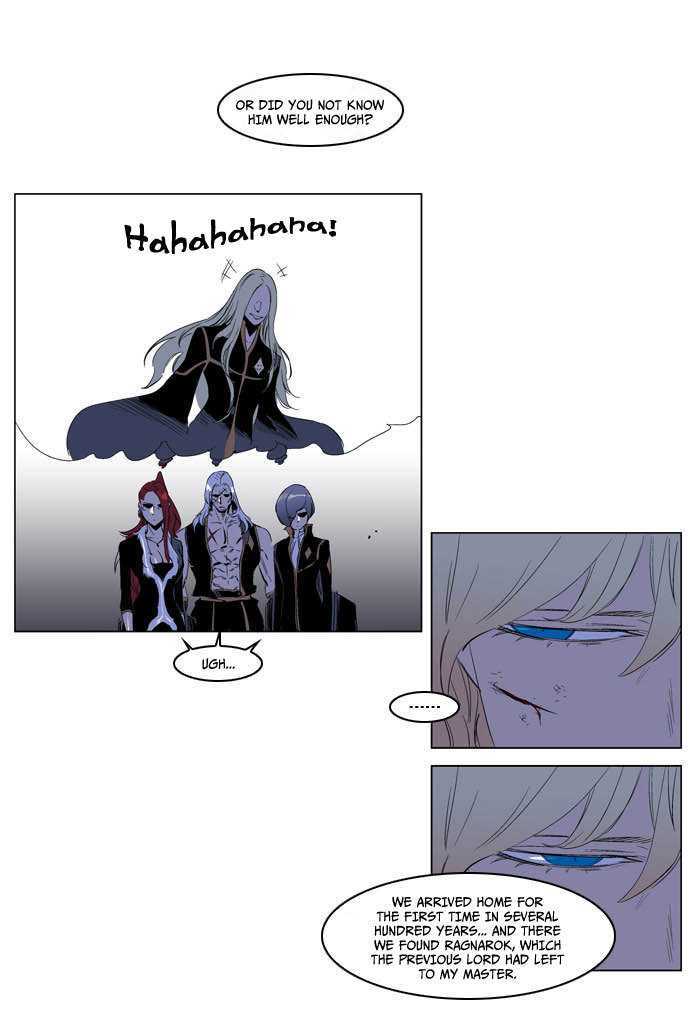 OR DID YOU NOT KNOW
HIM WELL ENOUGH?
Hahahahaha!
UGH...
------
WE ARRIVED HOME FOR
THE FIRST TIME IN SEVERAL
HUNDRED YEARS... AND THERE
WE FOUND RAGNAROK, WHICH
THE PREVIOUS LORD HAD LEFT
TO MY MASTER.